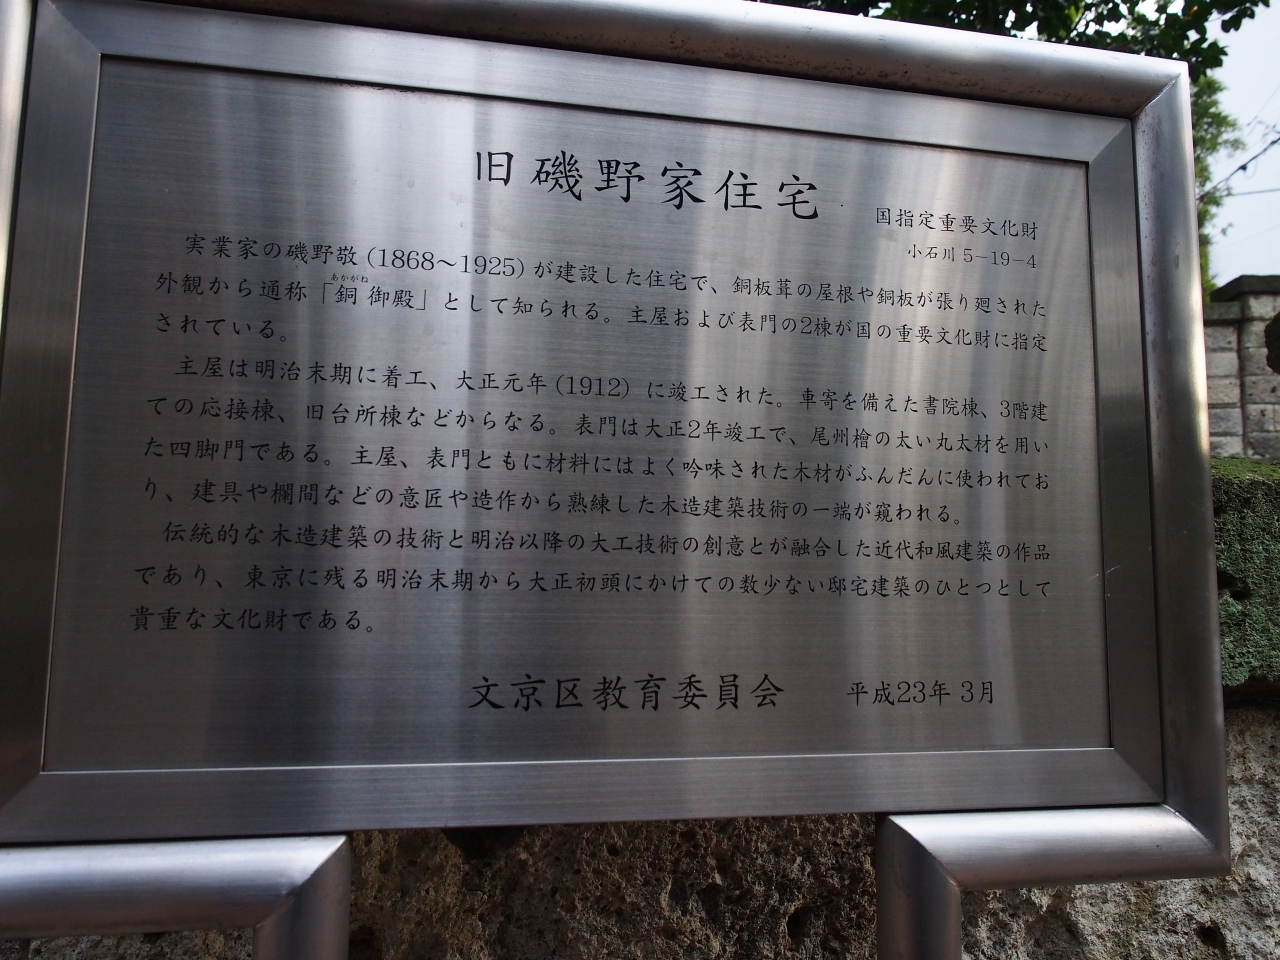 旧磯野家住宅
国指定重要文化財
小石川 5-19-4
実業家の磯野敬(1868〜1925)が建設した住宅で、銅板葺の屋根や銅板が張り廻された
外観から通称「銅御殿」として知られる。主屋および表門の2棟が国の重要文化財に指定
あかがね
されている。
主屋は明治末期に着工、大正元年(1912)に竣工された。車寄を備えた書院棟、3階建
ての応接棟、旧台所棟などからなる。表門は大正2年竣工で、尾州檜の太い丸太材を用い
た四脚門である。主屋、表門ともに材料にはよく吟味された木材がふんだんに使われてお
り、建具や欄間などの意匠や造作から熟練した木造建築技術の一端が窺われる。
伝統的な木造建築の技術と明治以降の大工技術の創意とが融合した近代和風建築の作品
であり、東京に残る明治末期から大正初頭にかけての数少ない邸宅建築のひとつとして
貴重な文化財である。
文京区教育委員会 平成23年 3月